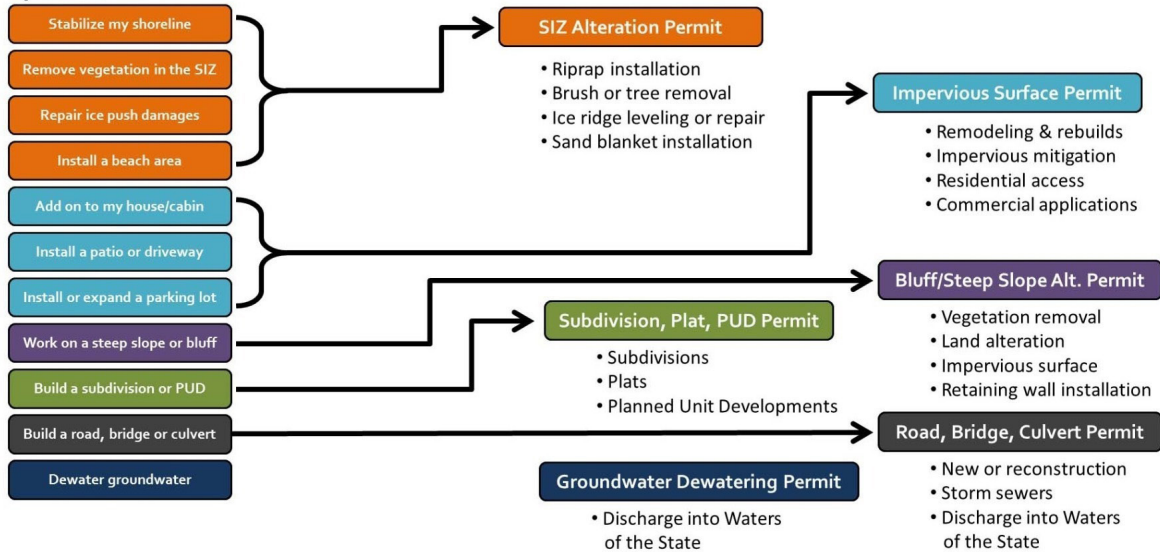 Stabilize my shoreline
Remove vegetation in the SIZ
Repair ice push damages
Install a beach area
Add on to my house/cabin
Install a patio or driveway
Install or expand a parking lot
Work on a steep slope or bluff
Build a subdivision or PUD
Build a road, bridge or culvert
Dewater groundwater
SIZ Alteration Permit
• Riprap installation
• Brush or tree removal
• Ice ridge leveling or repair
• Sand blanket installation
Impervious Surface Permit
• Remodeling & rebuilds
• Impervious mitigation
• Residential access
• Commercial applications
Bluff/Steep Slope Alt. Permit
• Vegetation removal
• Land alteration
• Impervious surface
• Retaining wall installation
Subdivision, Plat, PUD Permit
• Subdivisions
• Plats
• Planned Unit Developments
Road, Bridge, Culvert Permit
• New or reconstruction
• Storm sewers
• Discharge into Waters
of the State
Groundwater Dewatering Permit
• Discharge into Waters
of the State